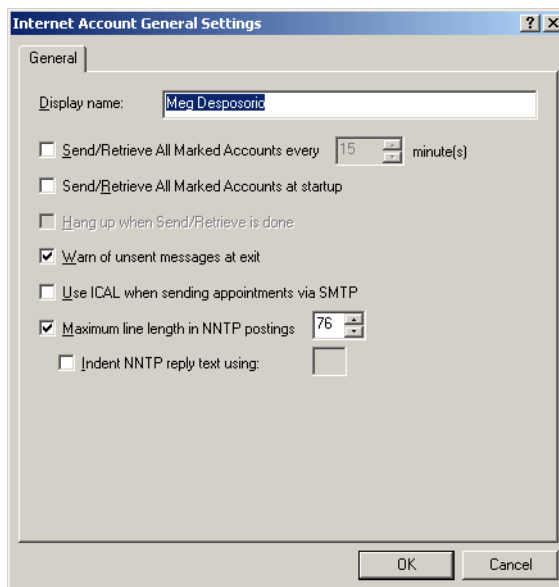 Internet Account General Settings
General
Display name: Meg Desposorio
Send/Retrieve All Marked Accounts every 15 minute(s)
Send/Retrieve All Marked Accounts at startup
Hang up when Send/Retrieve is done
Warn of unsent messages at exit
Use ICAL when sending appointments via SMTP
Maximum line length in NNTP postings 76
Indent NNTP reply text using:
OK Cancel